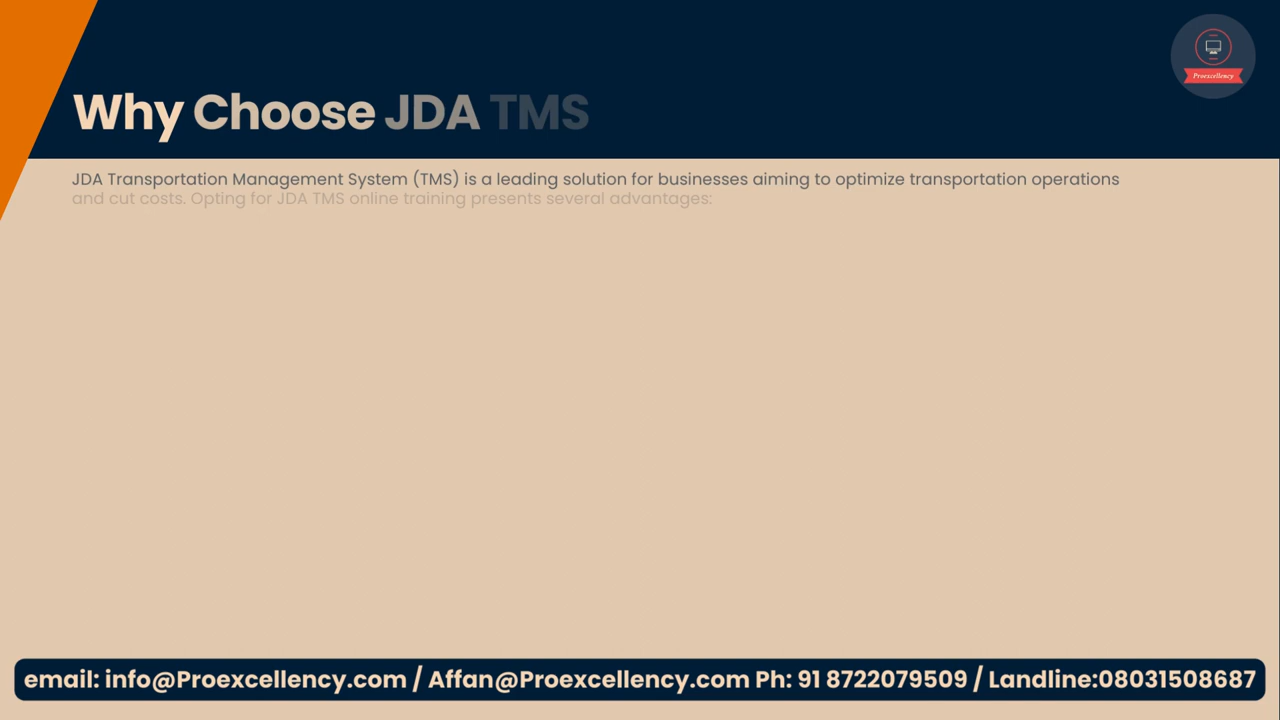 Proexcellency
Why Choose JDA TMS
JDA Transportation Management System (TMS) is a leading solution for businesses aiming to optimize transportation operations
and cut costs. Opting for JDA TMS online training presents several advantages:
email: info@Proexcellency.com / Affan@Proexcellency.com Ph: 91 8722079509 / Landline:08031508687